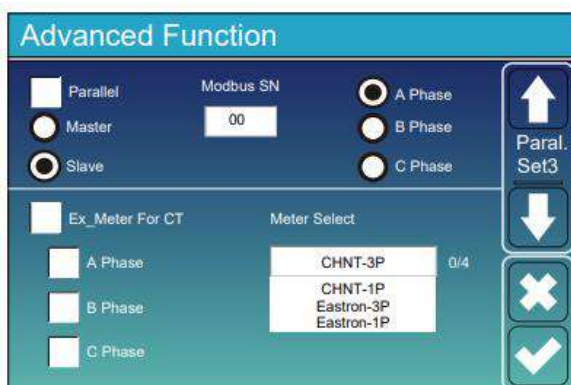 Advanced Function
Parallel
Modbus SN
A Phase
Master
00
B Phase
Slave
C Phase
Paral.
Set3
Ex_Meter For CT
Meter Select
A Phase
CHNT-3P
0/4
CHNT-1P
B Phase
Eastron-3P
Eastron-1P
C Phase